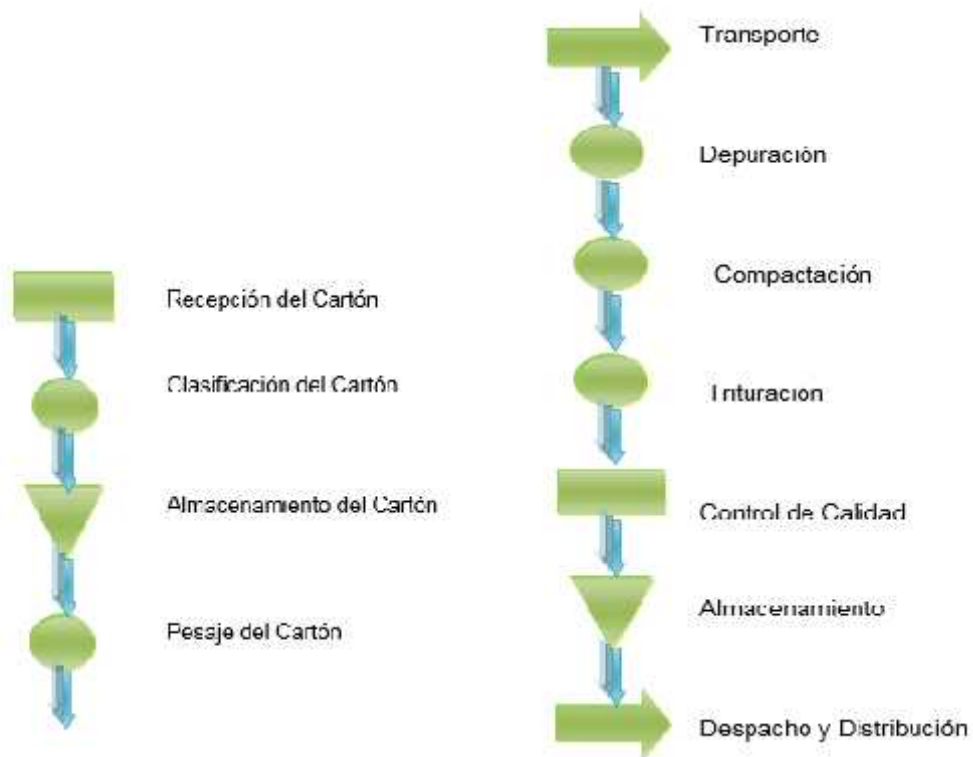 Recepción del Cartón
Clasificación del Cartón
Almacenamiento del Cartón
Pesaje del Cartón
Transporte
Depuración
Compactación
Trituración
Control de Calidad
Almacenamiento
Despacho y Distribución